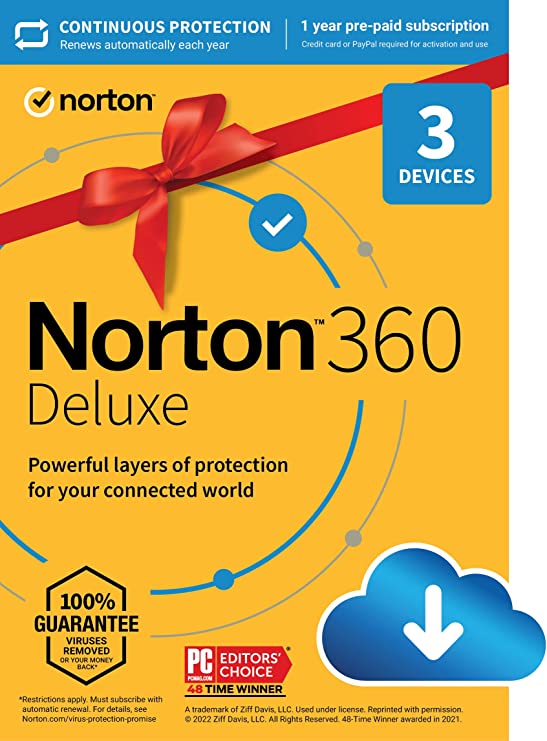 CONTINUOUS PROTECTION
Renews automatically each year
1 year pre-paid subscription
Credit card or PayPal required for activation and use
norton
3
DEVICES
Norton™ 360
Deluxe
Powerful layers of protection
for your connected world
100%
GUARANTEE
VIRUSES
REMOVED
OR YOUR MONEY
BACK*
*Restrictions apply. Must subscribe with
automatic renewal. For details, see
Norton.com/virus-protection-promise
PC
PCMAG.COM
EDITORS'
CHOICE
®
48 TIME WINNER
A trademark of Ziff Davis, LLC. Used under license. Reprinted with permission.
© 2022 Ziff Davis, LLC. All Rights Reserved. 48-Time Winner awarded in 2021.